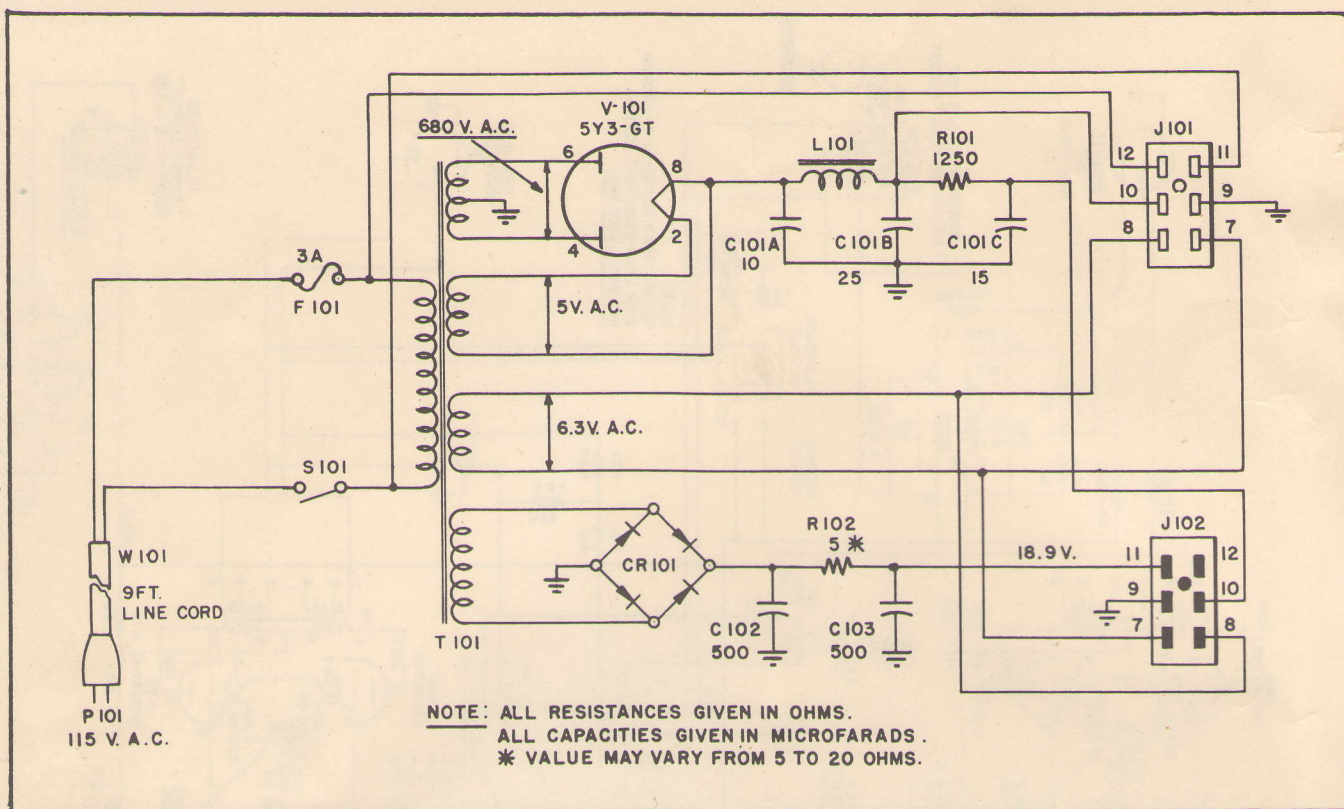 V-101
5Y3-GT
680 V. A.C.
6
8
4
2
L101
R101
1250
J101
12
11
10
9
8
7
C101A
10
C101B
25
C101C
15
3A
F101
5V. A.C.
6.3V. A.C.
S101
W101
9FT.
LINE CORD
P101
115 V. A.C.
T101
CR101
R102
5 *
18.9V.
J102
11
12
9
10
7
8
C102
500
C103
500
NOTE: ALL RESISTANCES GIVEN IN OHMS.
ALL CAPACITIES GIVEN IN MICROFARADS.
* VALUE MAY VARY FROM 5 TO 20 OHMS.